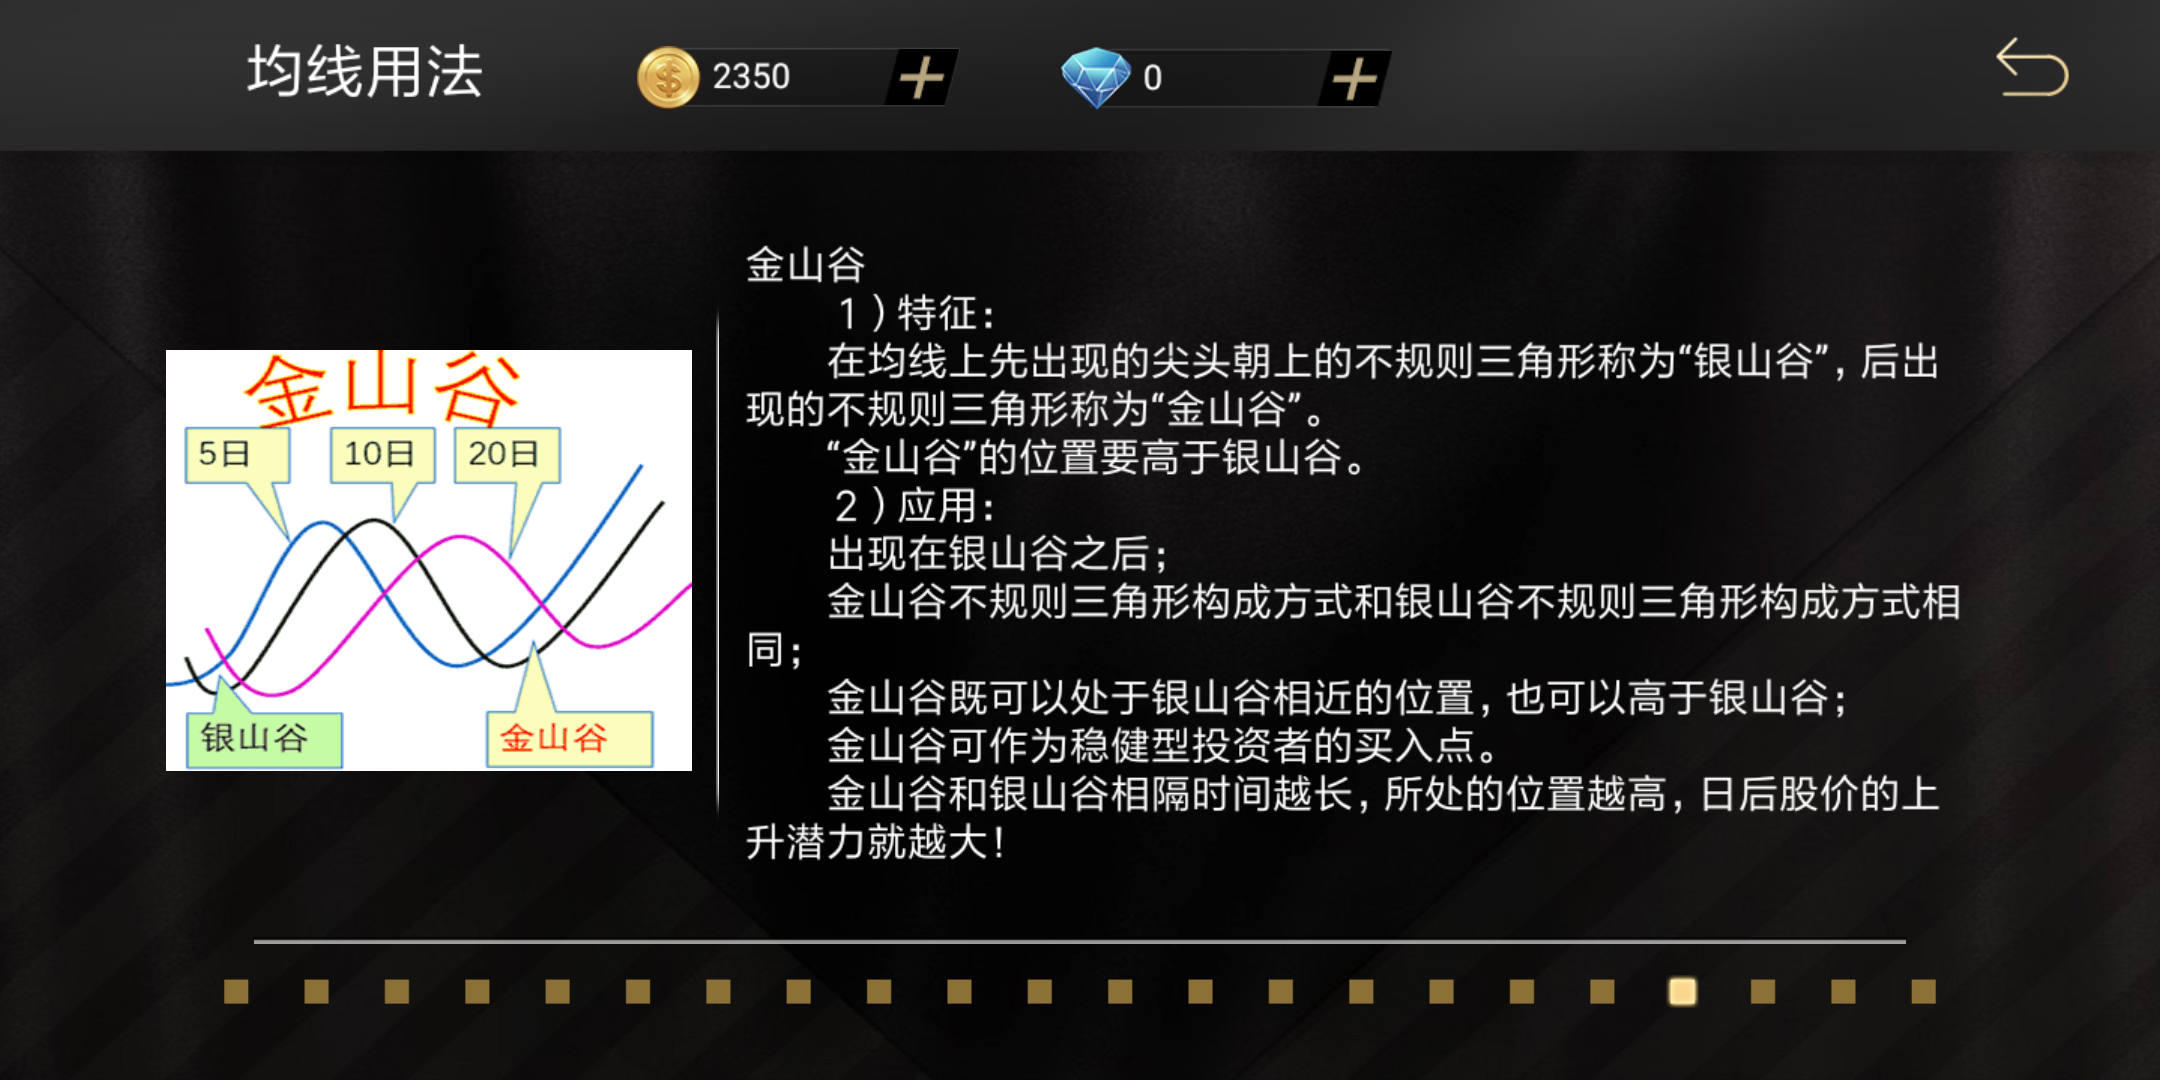 均线用法
2350
0
金山谷
5日
10日
20日
银山谷
金山谷
金山谷
1）特征：
在均线上先出现的尖头朝上的不规则三角形称为“银山谷”，后出
现的不规则三角形称为“金山谷”。
“金山谷”的位置要高于银山谷。
2）应用：
出现在银山谷之后；
金山谷不规则三角形构成方式和银山谷不规则三角形构成方式相
同；
金山谷既可以处于银山谷相近的位置，也可以高于银山谷；
金山谷可作为稳健型投资者的买入点。
金山谷和银山谷相隔时间越长，所处的位置越高，日后股价的上
升潜力就越大！